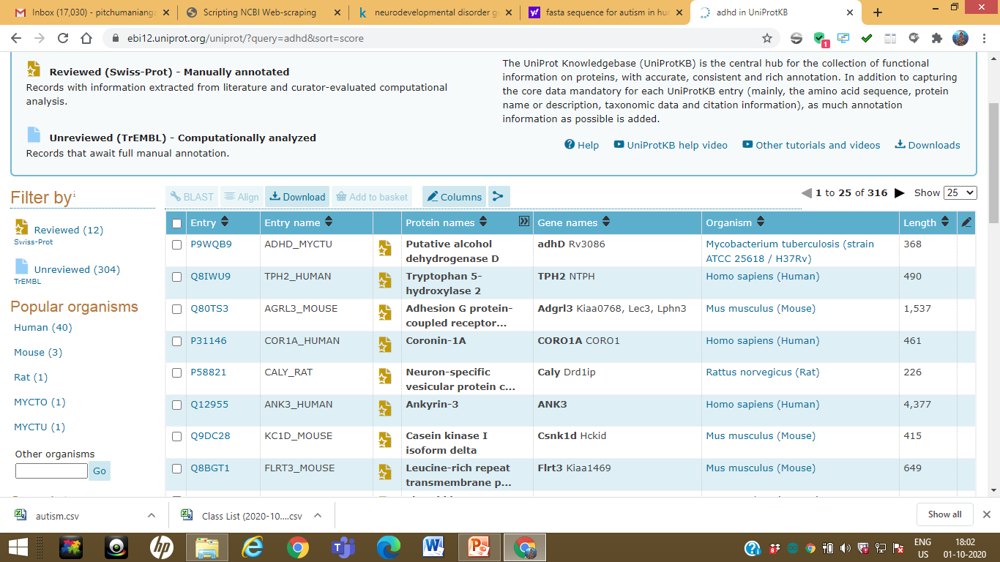 Inbox (17,030) - pitchumaniang
Scripting NCBI Web-scraping
neurodevelopmental disorder g
fasta sequence for autism in hu
adhd in UniProtKB
ebi12.uniprot.org/uniprot/?query=adhd&sort=score
1
Reviewed (Swiss-Prot) - Manually annotated
Records with information extracted from literature and curator-evaluated computational
analysis.
Unreviewed (TrEMBL) - Computationally analyzed
Records that await full manual annotation.
The UniProt Knowledgebase (UniProtKB) is the central hub for the collection of functional
information on proteins, with accurate, consistent and rich annotation. In addition to capturing
the core data mandatory for each UniProtKB entry (mainly, the amino acid sequence, protein
name or description, taxonomic data and citation information), as much annotation
information as possible is added.
Help UniProtKB help video Other tutorials and videos Downloads
Filter by i
Reviewed (12)
Swiss-Prot
Unreviewed (304)
TrEMBL
Popular organisms
Human (40)
Mouse (3)
Rat (1)
MYCTO (1)
MYCTU (1)
Other organisms
Go
BLAST Align Download Add to basket Columns
1 to 25 of 316 Show 25
Entry Entry name Protein names Gene names Organism Length
P9WQB9 ADHD_MYCTU Putative alcohol adhD Rv3086 Mycobacterium tuberculosis (strain 368
dehydrogenase D ATCC 25618 / H37Rv)
Q8IWU9 TPH2_HUMAN Tryptophan 5- TPH2 NTPH Homo sapiens (Human) 490
hydroxylase 2
Q80TS3 AGRL3_MOUSE Adhesion G protein- Adgrl3 Kiaa0768, Lec3, Lphn3 Mus musculus (Mouse) 1,537
coupled receptor...
P31146 COR1A_HUMAN Coronin-1A CORO1A CORO1 Homo sapiens (Human) 461
P58821 CALY_RAT Neuron-specific Caly Drd1ip Rattus norvegicus (Rat) 226
vesicular protein c...
Q12955 ANK3_HUMAN Ankyrin-3 ANK3 Homo sapiens (Human) 4,377
Q9DC28 KC1D_MOUSE Casein kinase I Csnk1d Hckid Mus musculus (Mouse) 415
isoform delta
Q8BGT1 FLRT3_MOUSE Leucine-rich repeat Flrt3 Kiaa1469 Mus musculus (Mouse) 649
transmembrane p...
autism.csv
Class List (2020-10....csv
Show all
ENG 18:02
US 01-10-2020